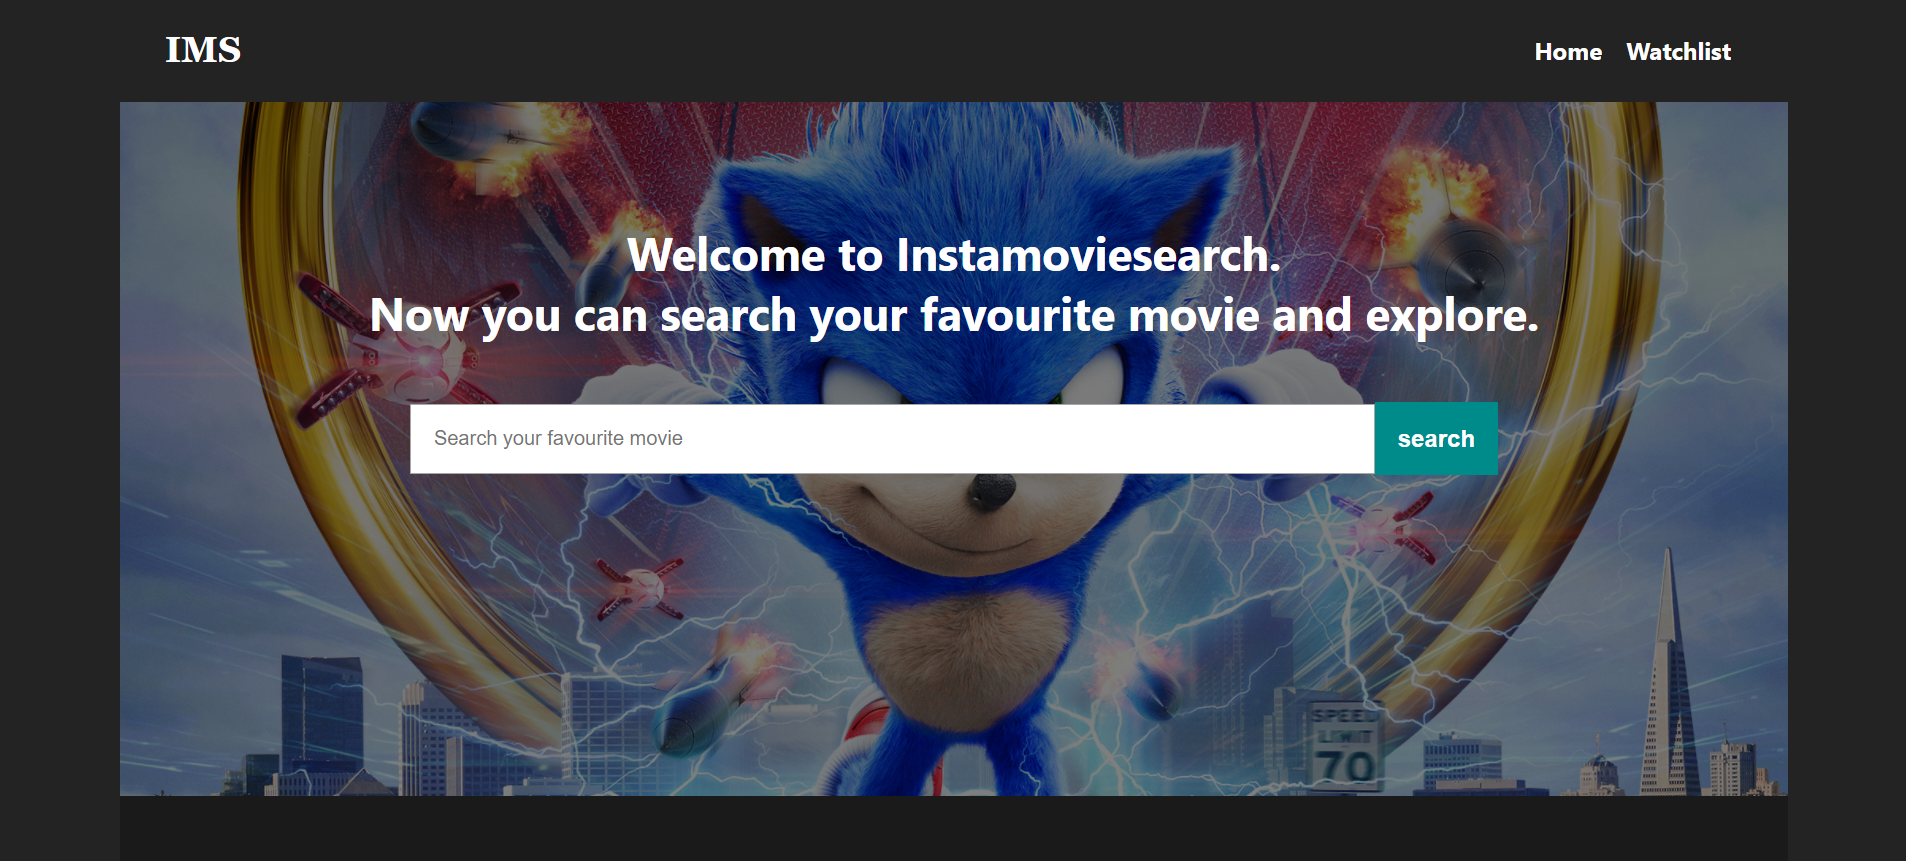 IMS
Home Watchlist
Welcome to Instamoviesearch.
Now you can search your favourite movie and explore.
Search your favourite movie
search
SPEED
LIMIT
70